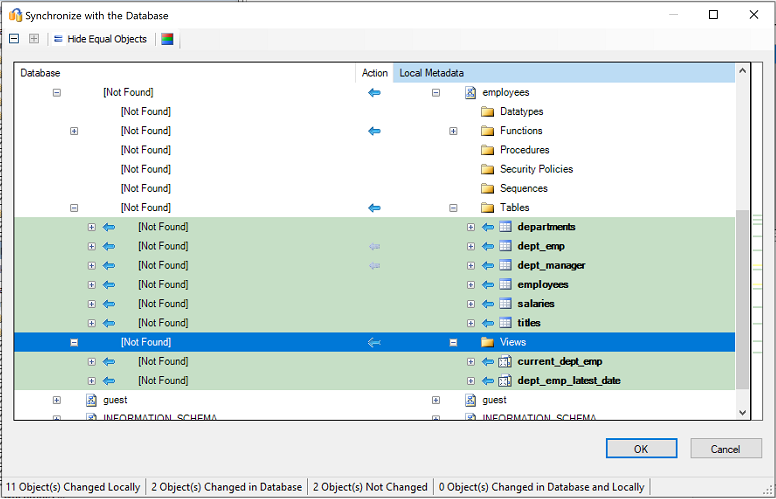 Synchronize with the Database
Hide Equal Objects
Database Action Local Metadata
[Not Found] employees
[Not Found] Datatypes
[Not Found] Functions
[Not Found] Procedures
[Not Found] Security Policies
[Not Found] Sequences
[Not Found] Tables
[Not Found] departments
[Not Found] dept_emp
[Not Found] dept_manager
[Not Found] employees
[Not Found] salaries
[Not Found] titles
[Not Found] Views
[Not Found] current_dept_emp
[Not Found] dept_emp_latest_date
guest guest
INFORMATION_SCHEMA INFORMATION_SCHEMA
OK Cancel
11 Object(s) Changed Locally 2 Object(s) Changed in Database 2 Object(s) Not Changed 0 Object(s) Changed in Database and Locally